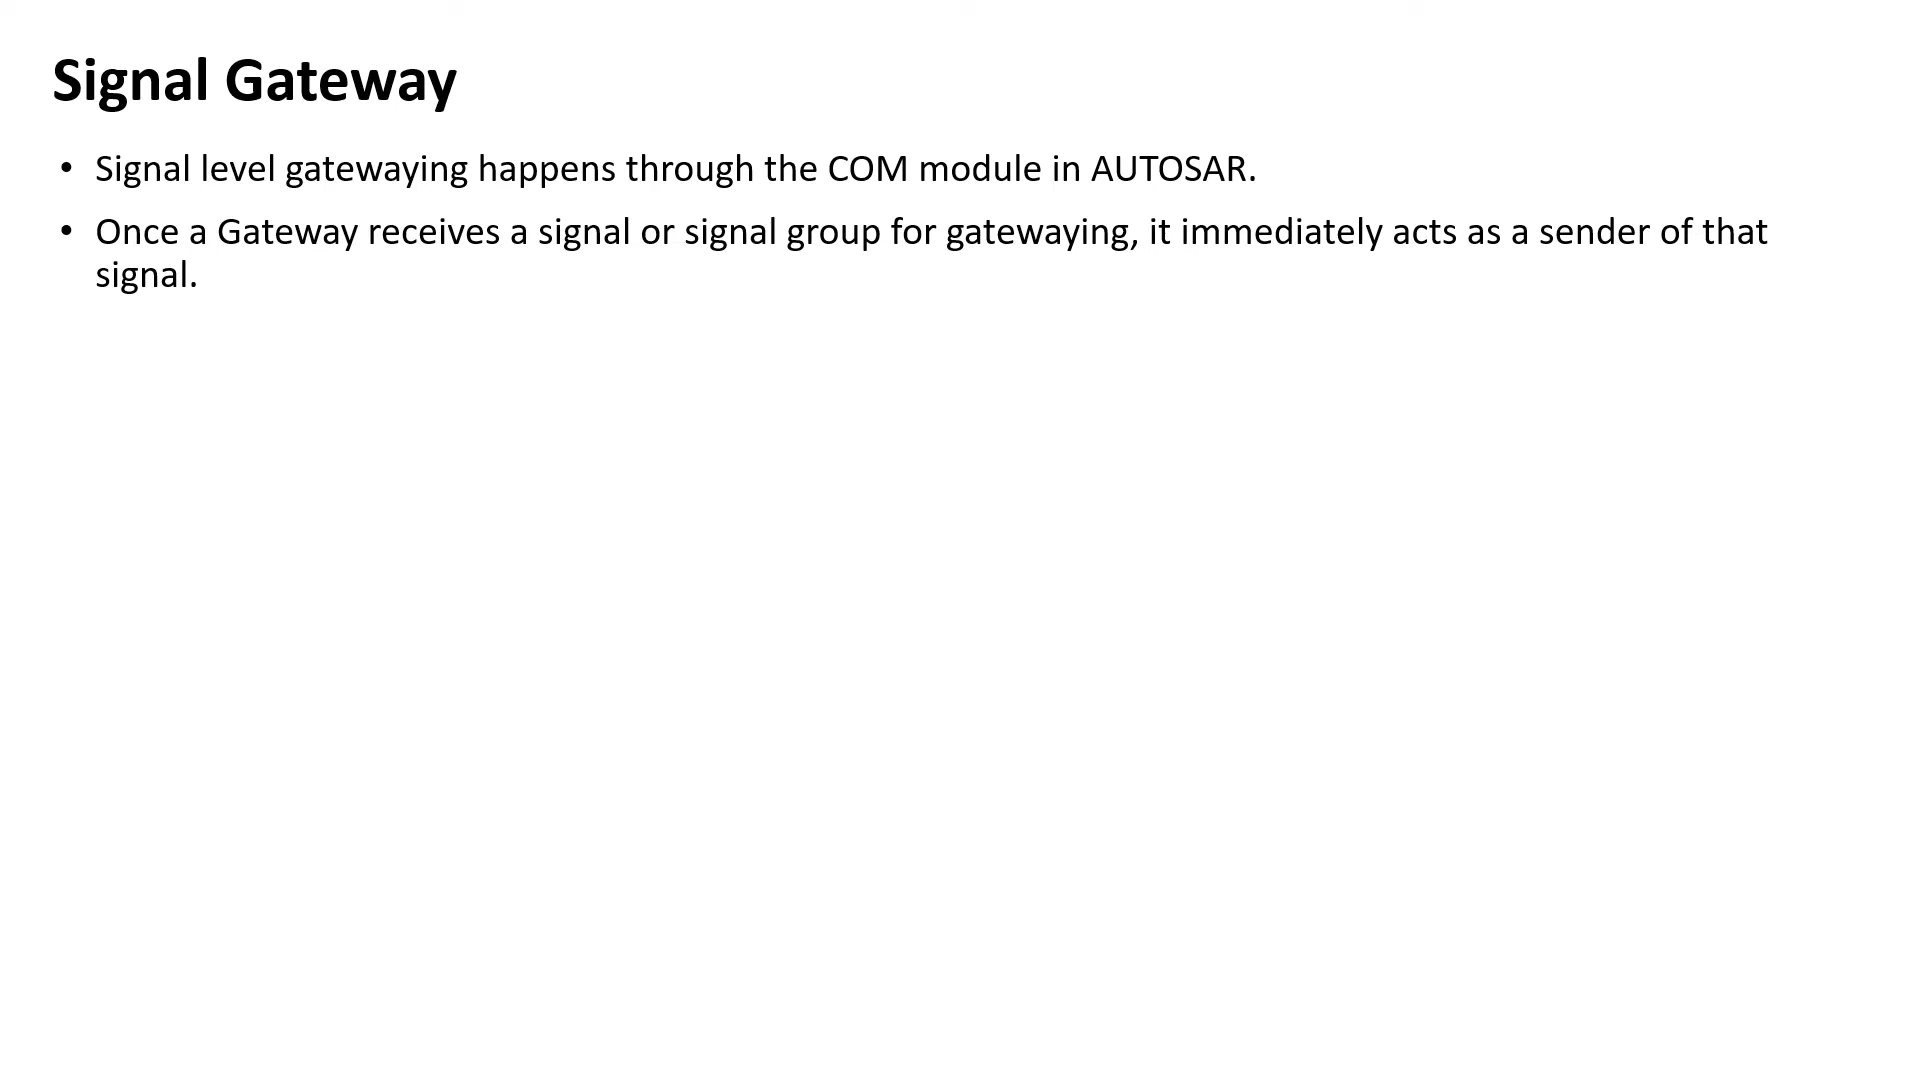 Signal Gateway
• Signal level gatewaying happens through the COM module in AUTOSAR.
• Once a Gateway receives a signal or signal group for gatewaying, it immediately acts as a sender of that
signal.